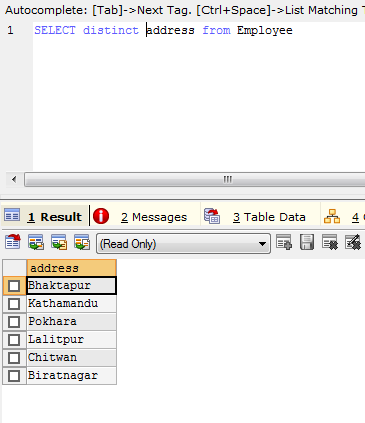 Autocomplete: [Tab]->Next Tag. [Ctrl+Space]->List Matching
1 SELECT distinct address from Employee
1 Result 2 Messages 3 Table Data 4
(Read Only)
address
Bhaktapur
Kathamandu
Pokhara
Lalitpur
Chitwan
Biratnagar